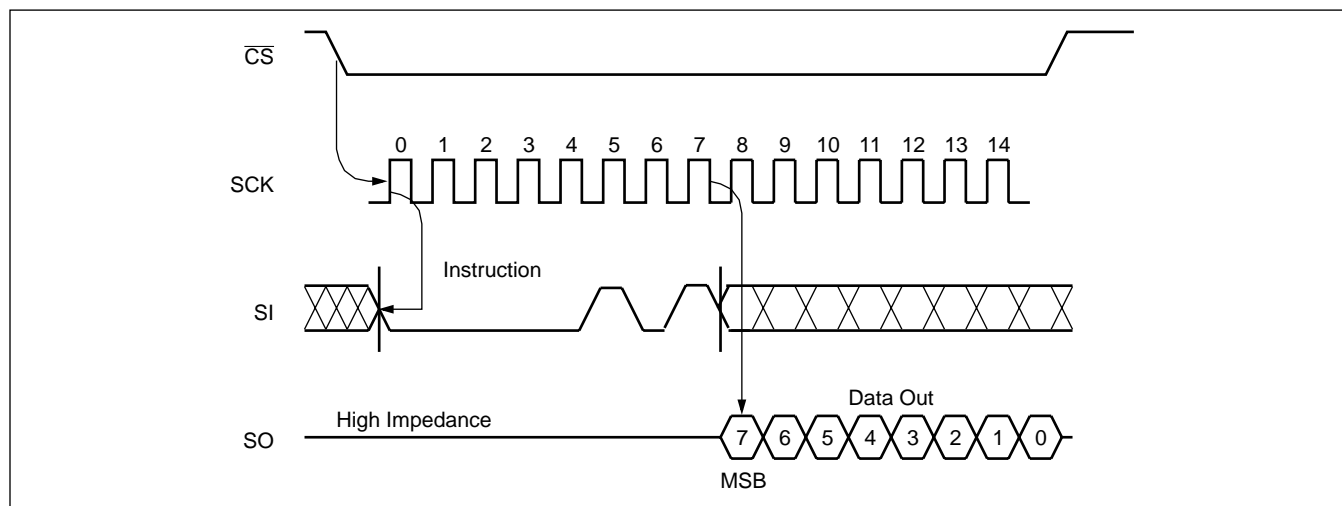 CS
0 1 2 3 4 5 6 7 8 9 10 11 12 13 14
SCK
Instruction
SI
Data Out
High Impedance
SO
7 6 5 4 3 2 1 0
MSB